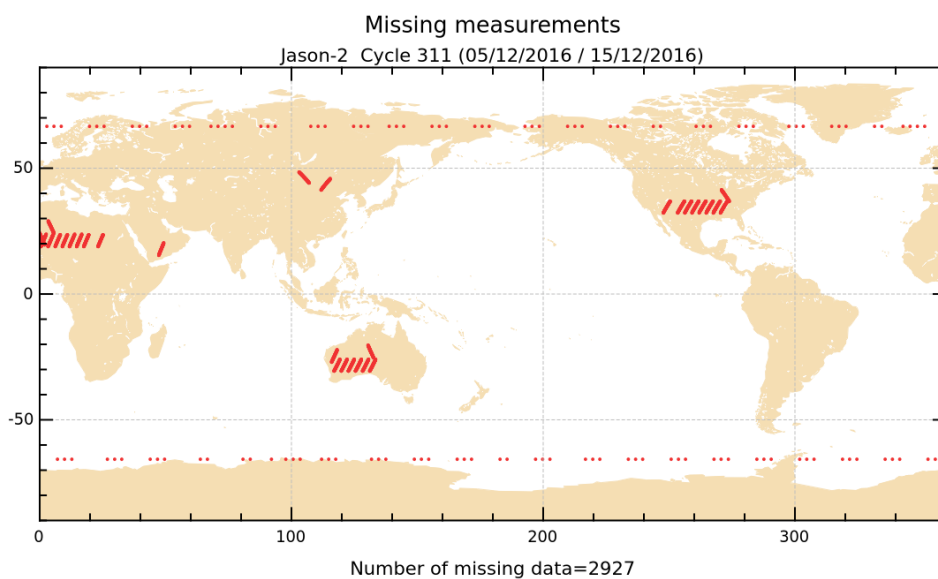 Missing measurements
Jason-2 Cycle 311 (05/12/2016 / 15/12/2016)
50
0
-50
0 100 200 300
Number of missing data=2927